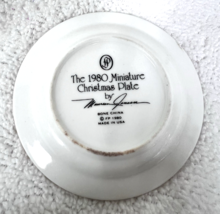 The 1980 Miniature
Christmas Plate
by
BONE CHINA
MADE IN USA